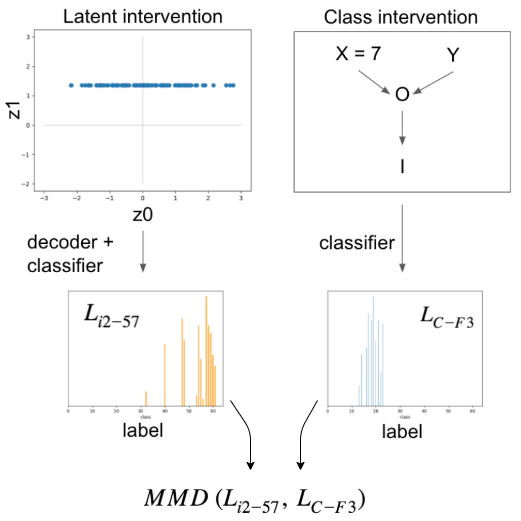 Latent intervention
Class intervention
3
2
1
0
−1
−2
z1
−3 −2 −1 0 1 2 3
z0
X = 7
Y
O
I
decoder +
classifier
classifier
L_{i2−57}
L_{C−F3}
0 10 20 30 40 50 60
class
label
0 10 20 30 40 50 60
class
label
MMD (L_{i2−57}, L_{C−F3})